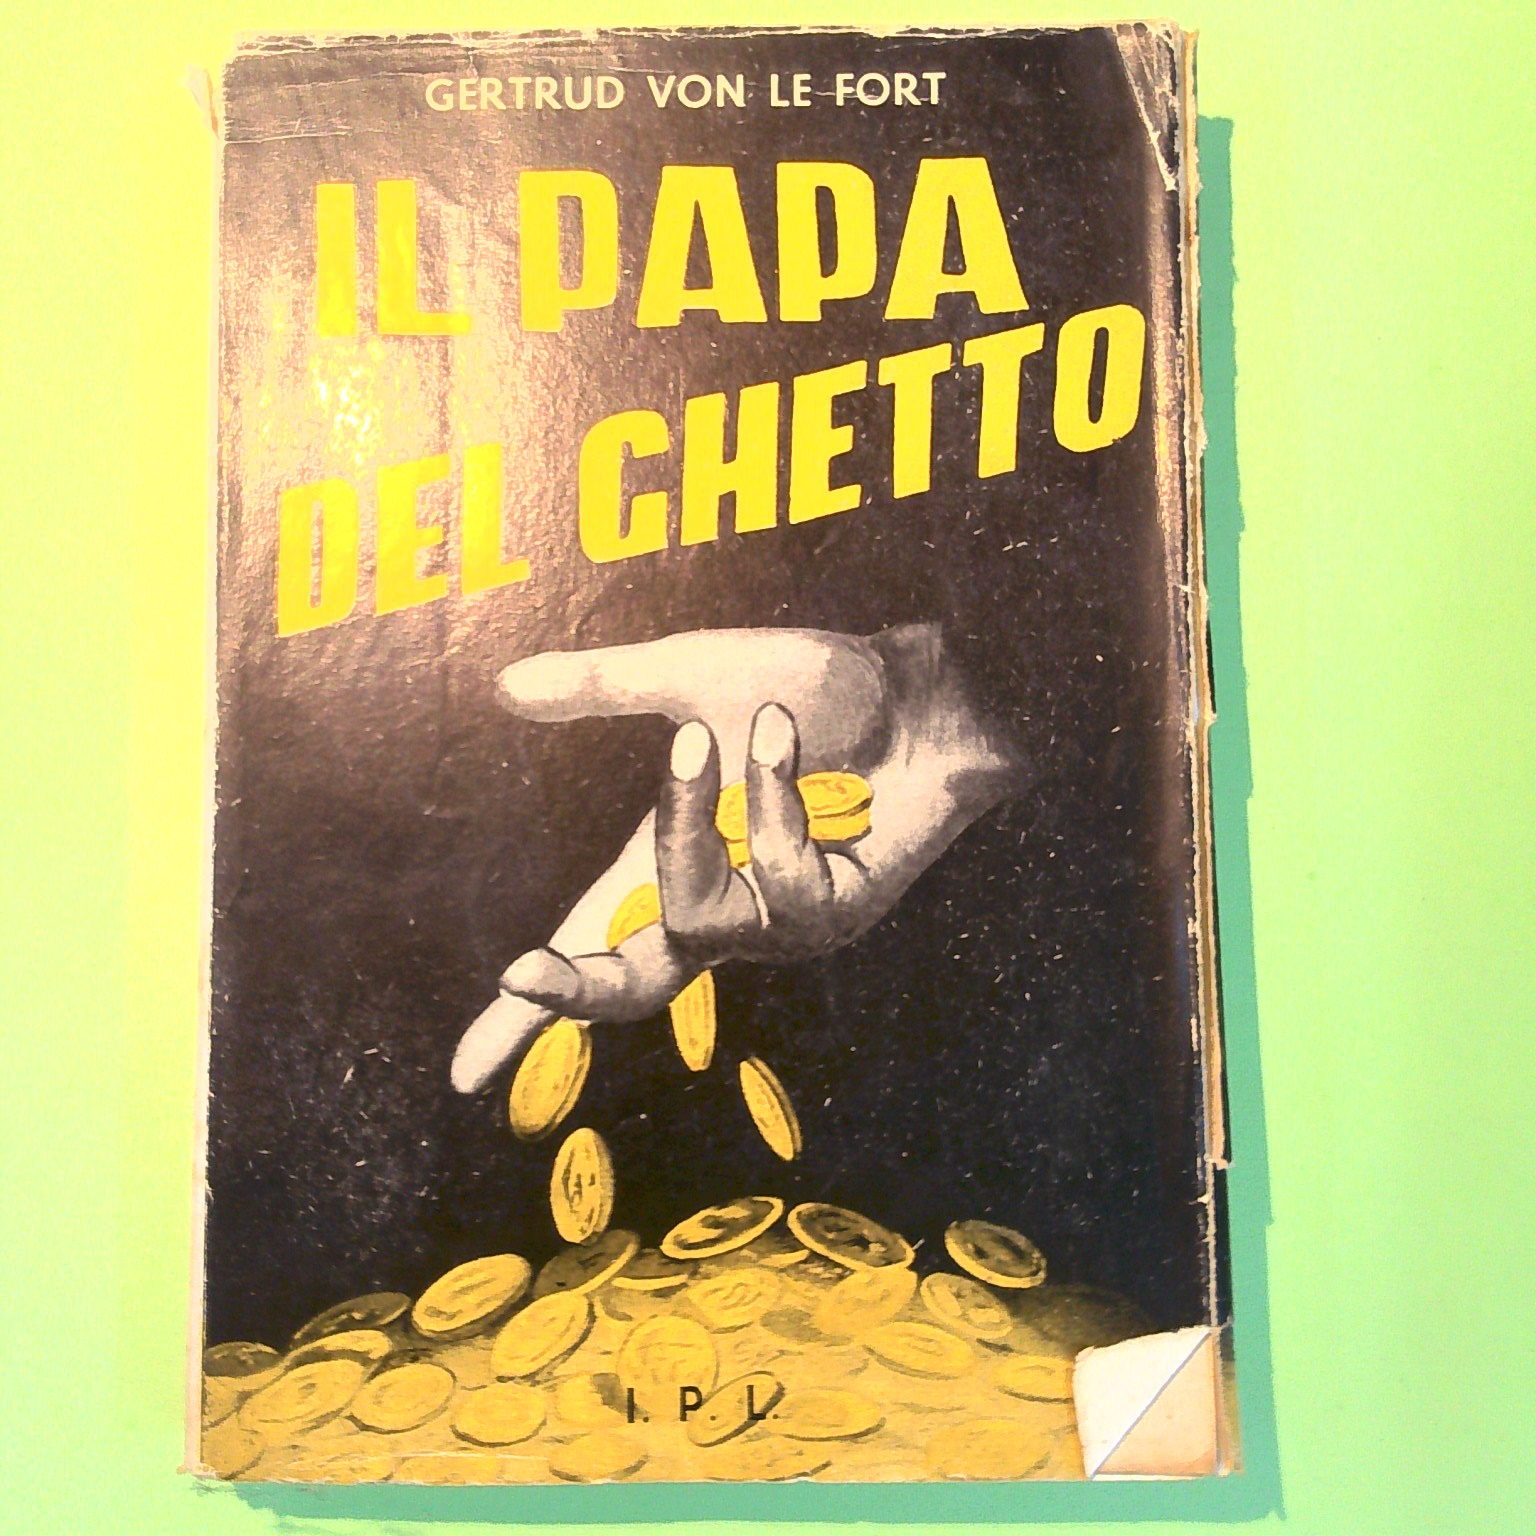 GERTRUD VON LE FORT
IL PAPA
DEL GHETTO
I. P. L.